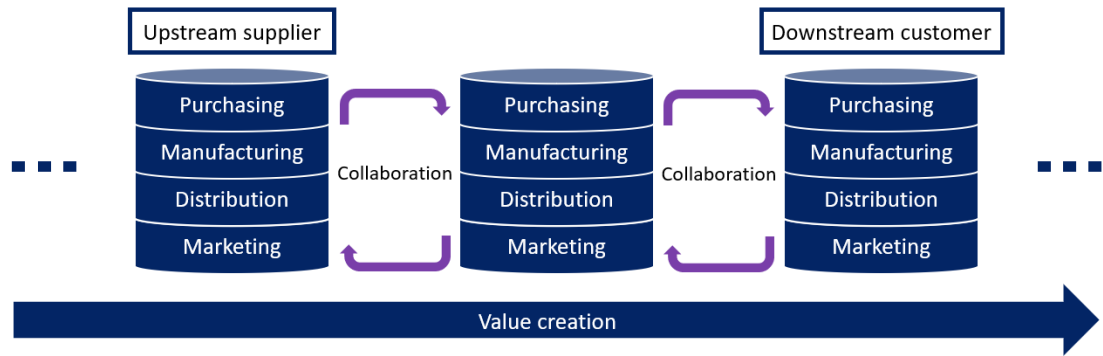 Upstream supplier
Downstream customer
Purchasing
Manufacturing
Distribution
Marketing
Collaboration
Purchasing
Manufacturing
Distribution
Marketing
Collaboration
Purchasing
Manufacturing
Distribution
Marketing
Value creation